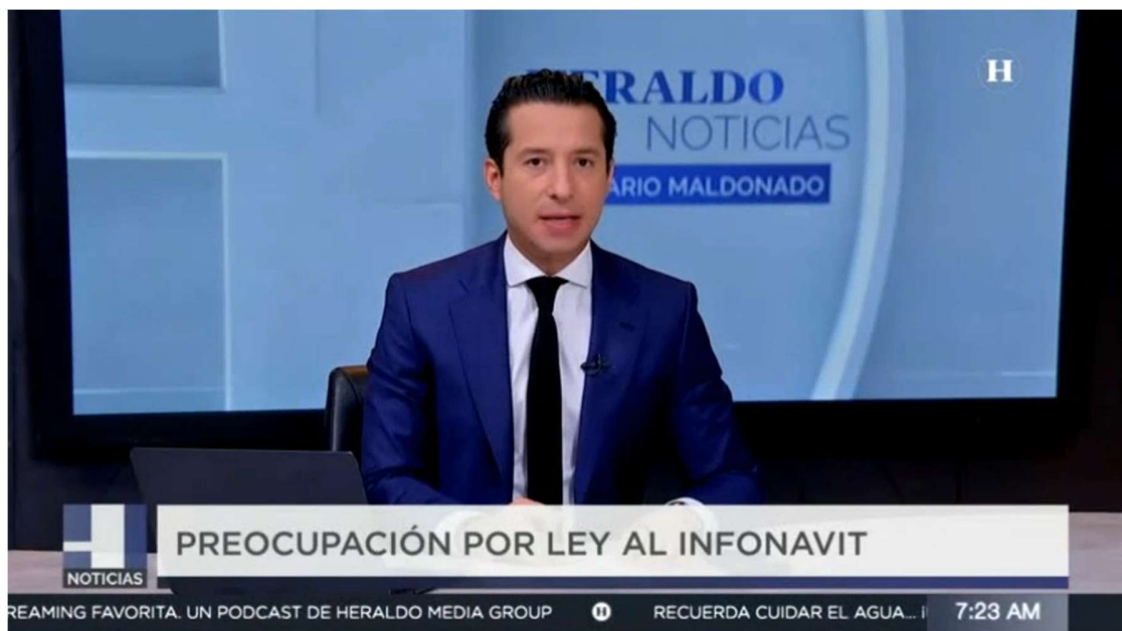 H
RALDO
NOTICIAS
ARIO MALDONADO
PREOCUPACIÓN POR LEY AL INFONAVIT
NOTICIAS
REAMING FAVORITA. UN PODCAST DE HERALDO MEDIA GROUP
RECUERDA CUIDAR EL AGUA...
7:23 AM